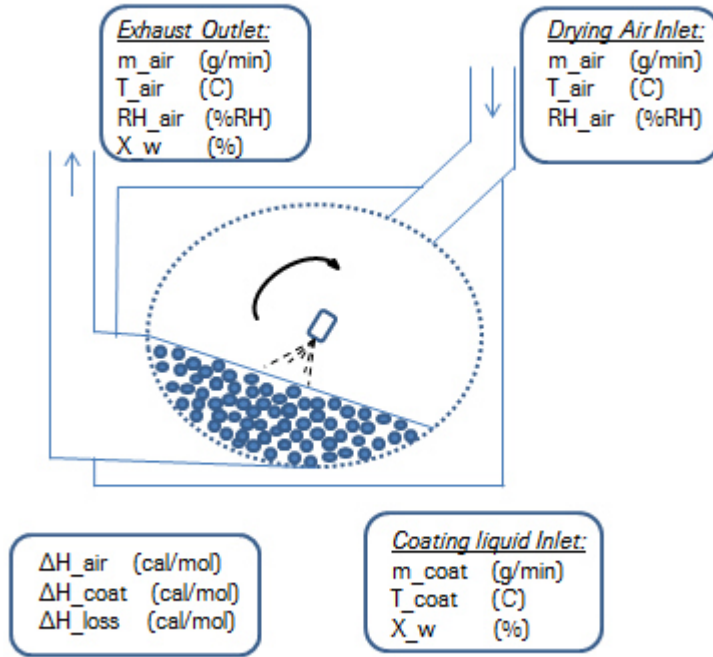 Exhaust Outlet:
m_air (g/min)
T_air (C)
RH_air (%RH)
X_w (%)
Drying Air Inlet:
m_air (g/min)
T_air (C)
RH_air (%RH)
ΔH_air (cal/mol)
ΔH_coat (cal/mol)
ΔH_loss (cal/mol)
Coating liquid Inlet:
m_coat (g/min)
T_coat (C)
X_w (%)